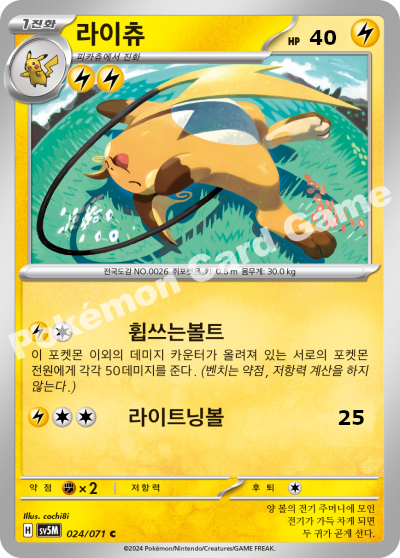 1진화
라이츄
HP 40
피카츄에서 진화
전국도감 NO.0026 쥐포켓몬 키: 0.8 m 몸무게: 30.0 kg
Pokémon Card Game
휩쓰는볼트
이 포켓몬 이외의 데미지 카운터가 올려져 있는 서로의 포켓몬
전원에게 각각 50데미지를 준다. (벤치는 약점, 저항력 계산을 하지
않는다.)
라이트닝볼 25
약 점 ×2 저항력 후 퇴
Illus. cochi8i
H sv5M 024/071 C
양 볼의 전기 주머니에 모인
전기가 가득 차게 되면
두 귀가 곧게 선다.
©2024 Pokémon/Nintendo/Creatures/GAME FREAK.